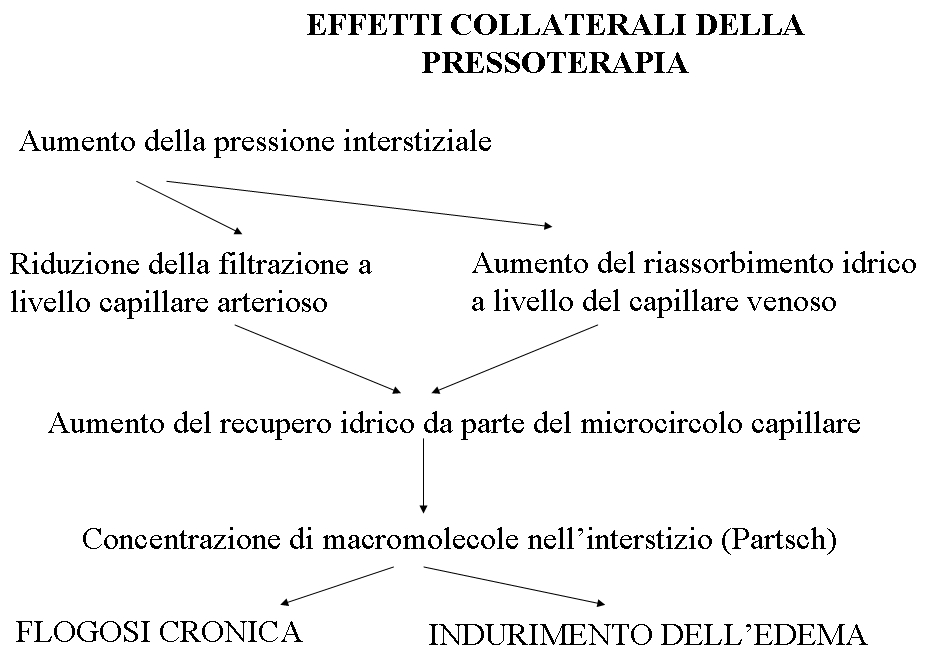 EFFETTI COLLATERALI DELLA
PRESSOTERAPIA
Aumento della pressione interstiziale
Riduzione della filtrazione a
livello capillare arterioso
Aumento del riassorbimento idrico
a livello del capillare venoso
Aumento del recupero idrico da parte del microcircolo capillare
Concentrazione di macromolecole nell’interstizio (Partsch)
FLOGOSI CRONICA
INDURIMENTO DELL’EDEMA